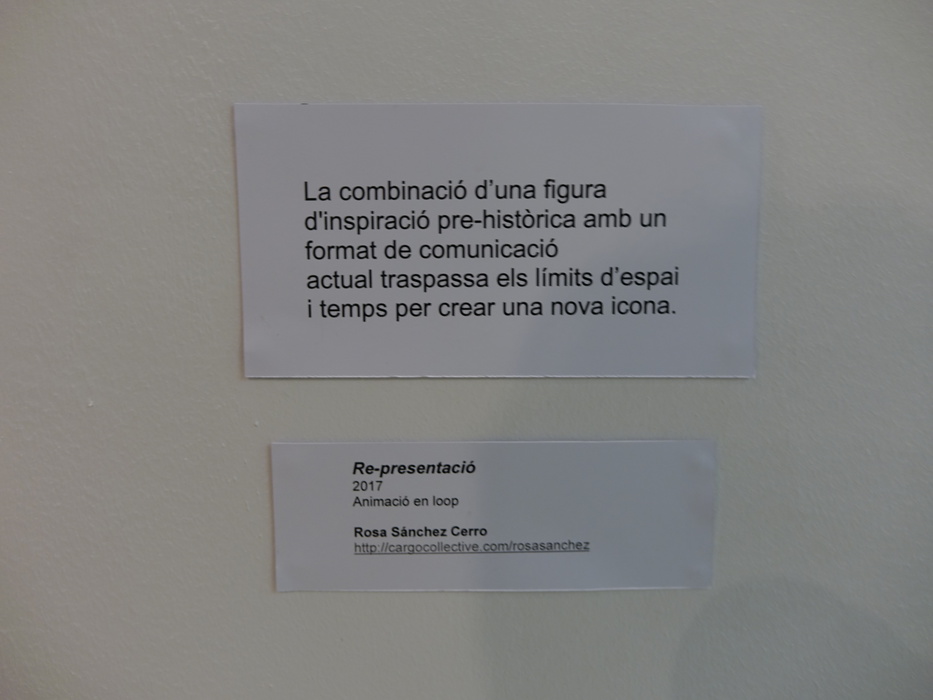 La combinació d’una figura
d'inspiració pre-històrica amb un
format de comunicació
actual traspassa els límits d’espai
i temps per crear una nova icona.
Re-presentació
2017
Animació en loop
Rosa Sánchez Cerro
http://cargocollective.com/rosasanchez